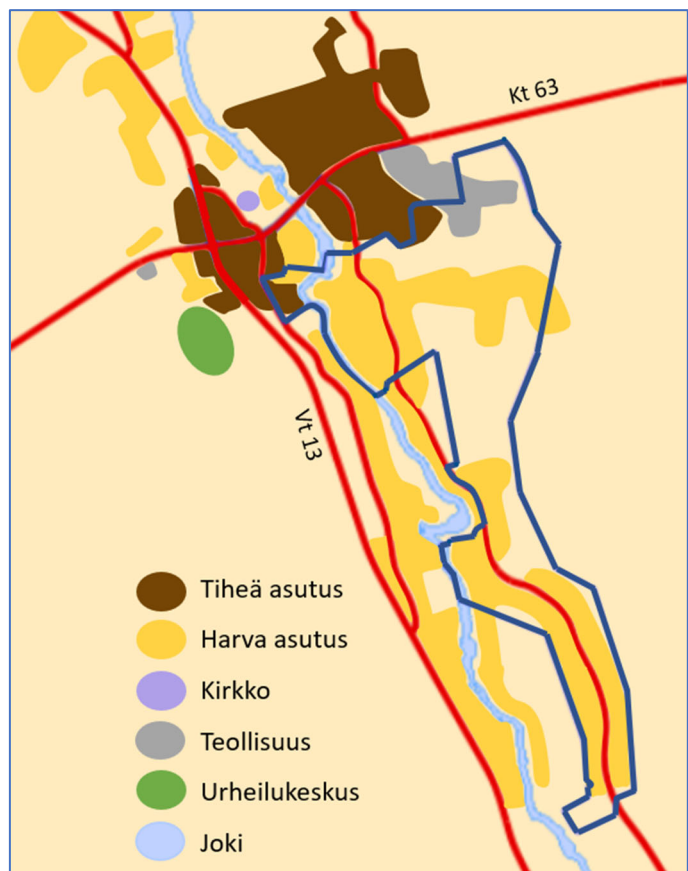 Kt 63
Vt 13
Tiheä asutus
Harva asutus
Kirkko
Teollisuus
Urheilukeskus
Joki